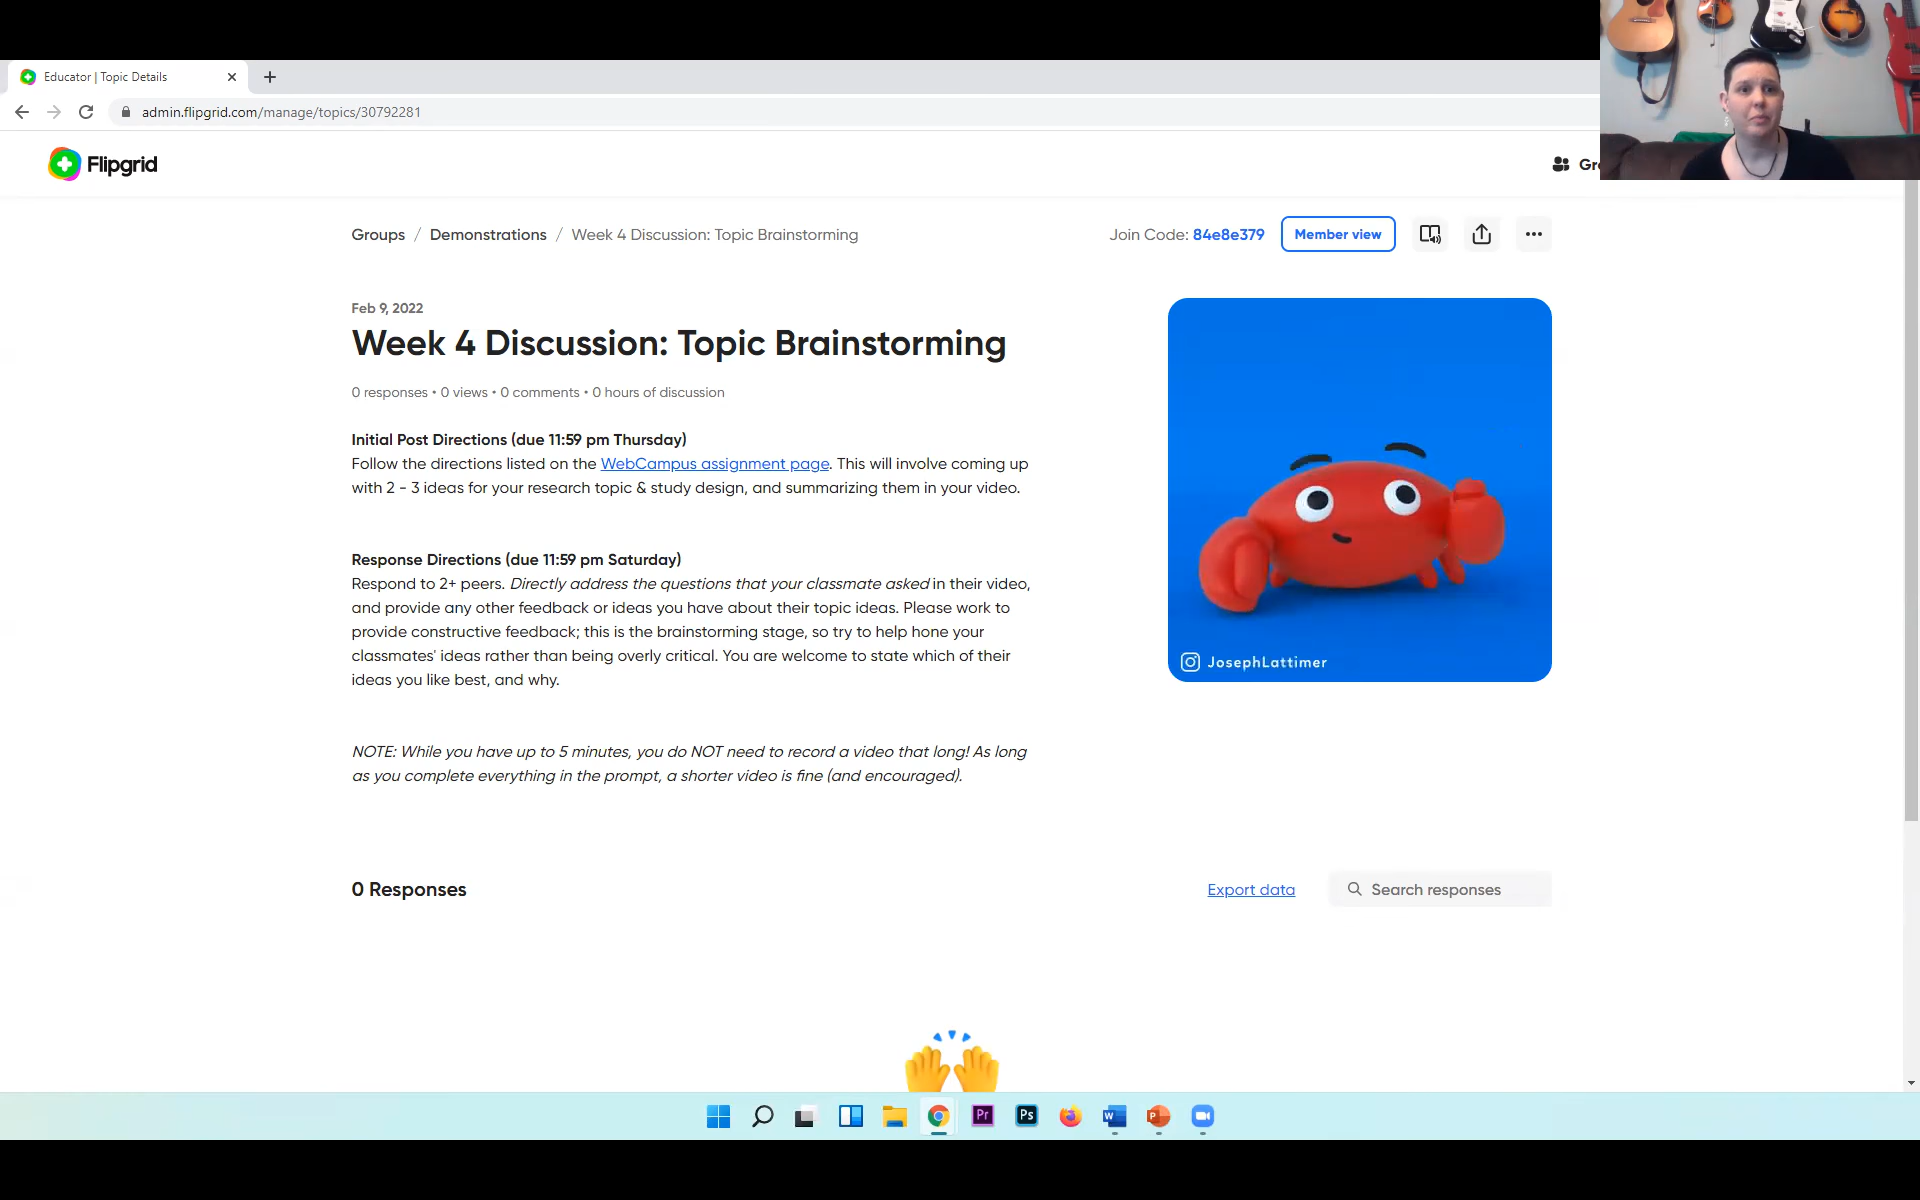 Educator | Topic Details
admin.flipgrid.com/manage/topics/30792281
Flipgrid
Groups / Demonstrations / Week 4 Discussion: Topic Brainstorming
Join Code: 84e8e379
Member view
Feb 9, 2022
Week 4 Discussion: Topic Brainstorming
0 responses • 0 views • 0 comments • 0 hours of discussion
Initial Post Directions (due 11:59 pm Thursday)
Follow the directions listed on the WebCampus assignment page. This will involve coming up
with 2 - 3 ideas for your research topic & study design, and summarizing them in your video.
Response Directions (due 11:59 pm Saturday)
Respond to 2+ peers. Directly address the questions that your classmate asked in their video,
and provide any other feedback or ideas you have about their topic ideas. Please work to
provide constructive feedback; this is the brainstorming stage, so try to help hone your
classmates' ideas rather than being overly critical. You are welcome to state which of their
ideas you like best, and why.
NOTE: While you have up to 5 minutes, you do NOT need to record a video that long! As long
as you complete everything in the prompt, a shorter video is fine (and encouraged).
JosephLattimer
0 Responses
Export data
Search responses
Pr
Ps
W
P